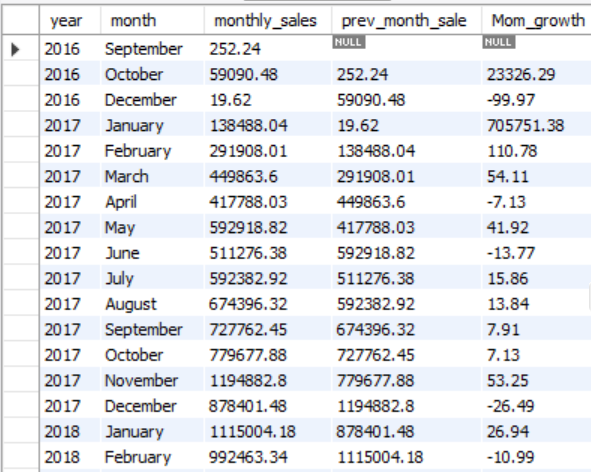 year month monthly_sales prev_month_sale Mom_growth
2016 September 252.24 NULL NULL
2016 October 59090.48 252.24 23326.29
2016 December 19.62 59090.48 -99.97
2017 January 138488.04 19.62 705751.38
2017 February 291908.01 138488.04 110.78
2017 March 449863.6 291908.01 54.11
2017 April 417788.03 449863.6 -7.13
2017 May 592918.82 417788.03 41.92
2017 June 511276.38 592918.82 -13.77
2017 July 592382.92 511276.38 15.86
2017 August 674396.32 592382.92 13.84
2017 September 727762.45 674396.32 7.91
2017 October 779677.88 727762.45 7.13
2017 November 1194882.8 779677.88 53.25
2017 December 878401.48 1194882.8 -26.49
2018 January 1115004.18 878401.48 26.94
2018 February 992463.34 1115004.18 -10.99